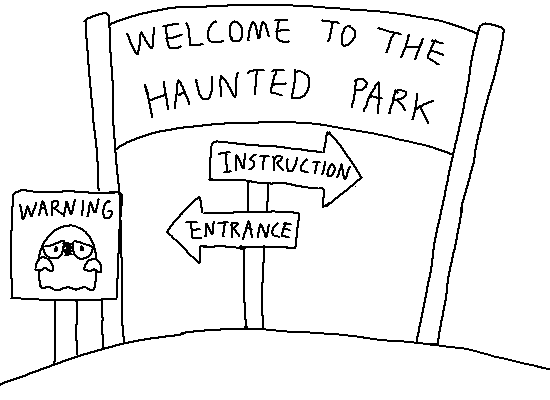 WELCOME TO THE
HAUNTED PARK
INSTRUCTION
WARNING
ENTRANCE